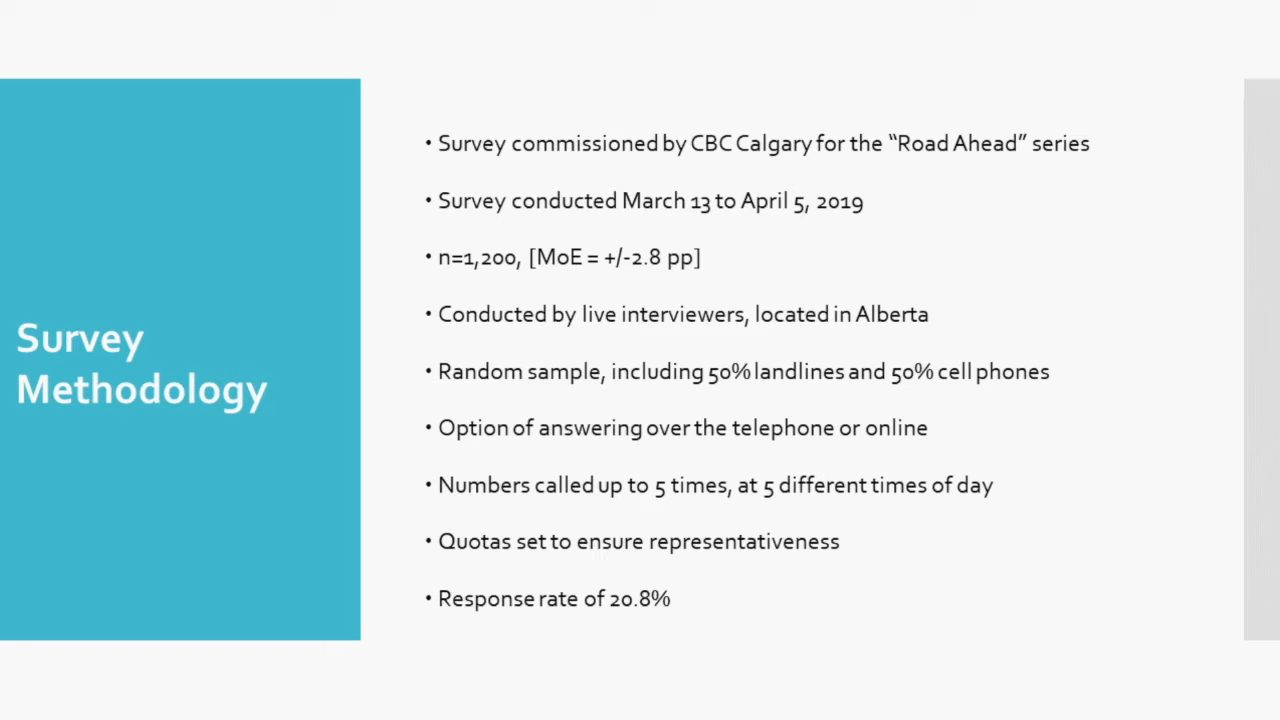 Survey
Methodology
• Survey commissioned by CBC Calgary for the “Road Ahead” series
• Survey conducted March 13 to April 5, 2019
• n=1,200, [MoE = +/-2.8 pp]
• Conducted by live interviewers, located in Alberta
• Random sample, including 50% landlines and 50% cell phones
• Option of answering over the telephone or online
• Numbers called up to 5 times, at 5 different times of day
• Quotas set to ensure representativeness
• Response rate of 20.8%